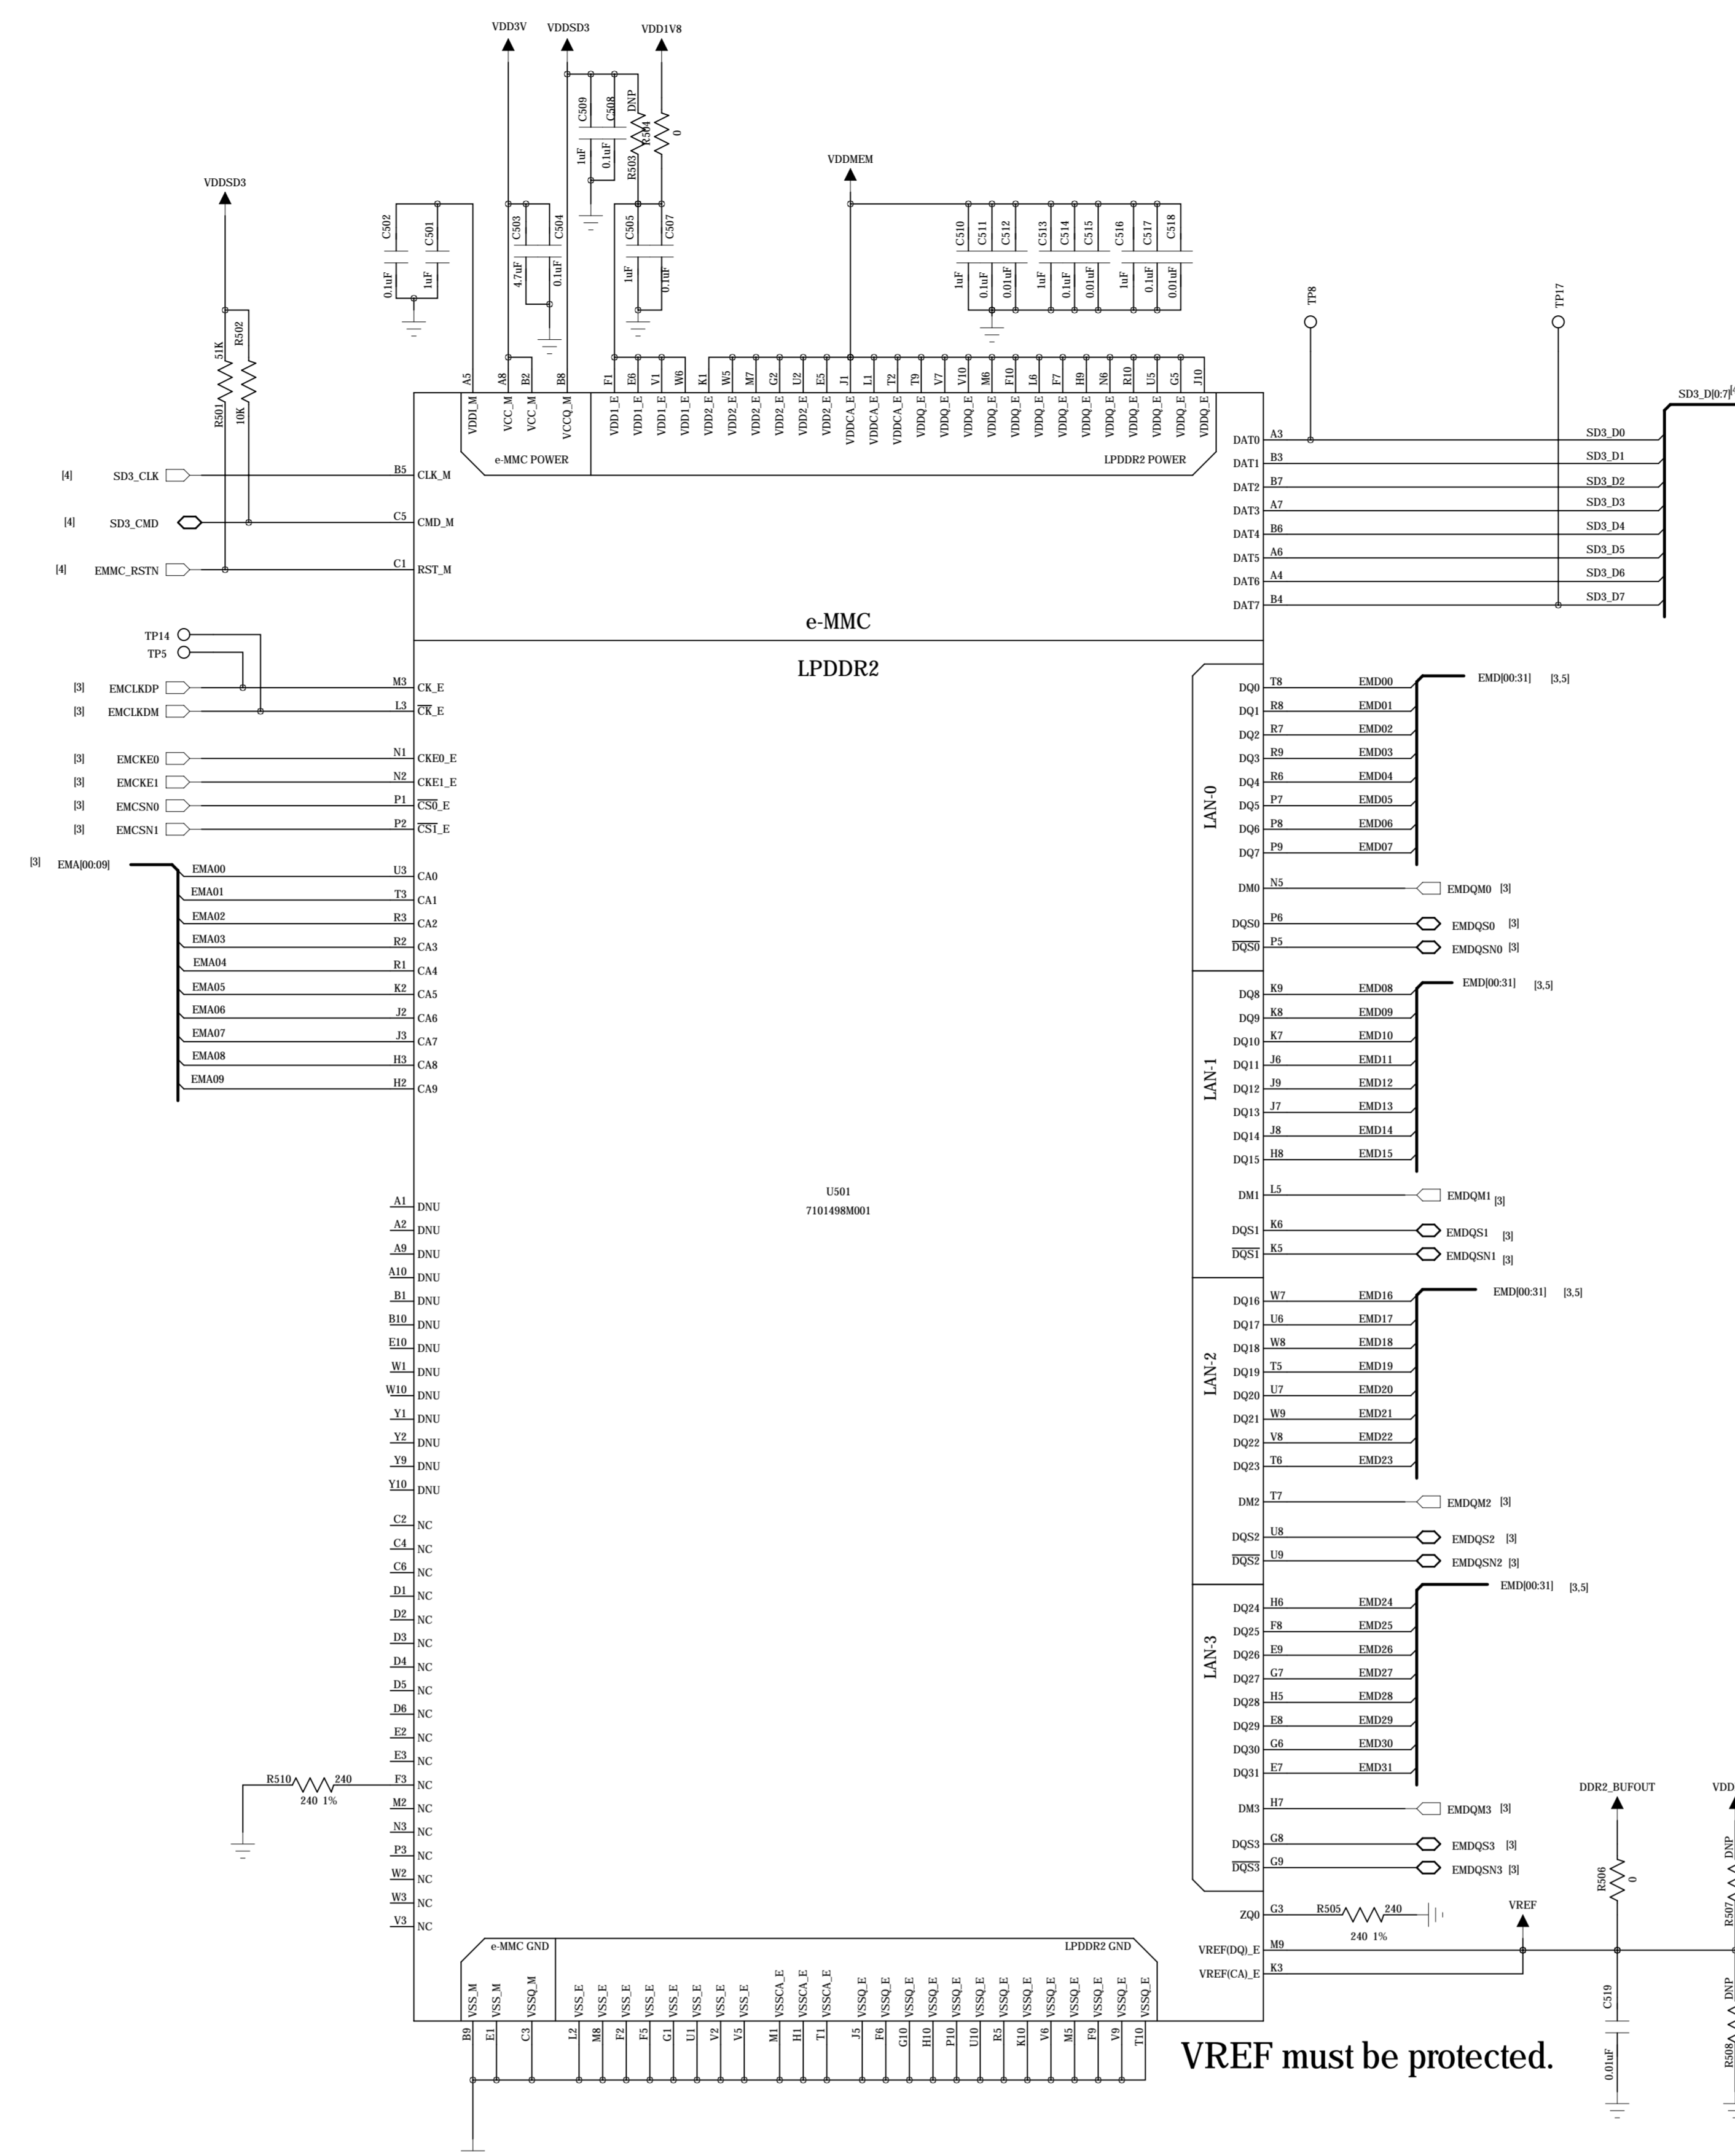 VDD3V VDDSD3 VDD1V8
C509 1uF
C508 0.1uF
DNP R503
R504 0
VDDMEM
VDDSD3
C502 0.1uF
C501 1uF
C503 4.7uF
C504 0.1uF
C505 1uF
C507 0.1uF
C510 1uF
C511 0.1uF
C512 0.01uF
C513 1uF
C514 0.1uF
C515 0.01uF
C516 1uF
C517 0.1uF
C518 0.01uF
TP8
TP17
51K R501
R502 10K
A5 VDDI_M
A8 VCC_M
B2 VCC_M
B8 VCCQ_M
F1 VDD1_E
E6 VDD1_E
V1 VDD1_E
W6 VDD1_E
K1 VDD2_E
W5 VDD2_E
M7 VDD2_E
G2 VDD2_E
U2 VDD2_E
E5 VDD2_E
J1 VDDCA_E
L1 VDDCA_E
T2 VDDCA_E
T9 VDDQ_E
V7 VDDQ_E
V10 VDDQ_E
M6 VDDQ_E
F10 VDDQ_E
L6 VDDQ_E
F7 VDDQ_E
H9 VDDQ_E
N6 VDDQ_E
R10 VDDQ_E
U5 VDDQ_E
G5 VDDQ_E
J10 VDDQ_E
e-MMC POWER
LPDDR2 POWER
SD3_D[0:7]
DAT0 A3 SD3_D0
DAT1 B3 SD3_D1
DAT2 B7 SD3_D2
DAT3 A7 SD3_D3
DAT4 B6 SD3_D4
DAT5 A6 SD3_D5
DAT6 A4 SD3_D6
DAT7 B4 SD3_D7
[4] SD3_CLK B5 CLK_M
[4] SD3_CMD C5 CMD_M
[4] EMMC_RSTN C1 RST_M
e-MMC
LPDDR2
TP14
TP5
[3] EMCLKDP M3 CK_E
[3] EMCLKDM L3 CK_E
[3] EMCKE0 N1 CKE0_E
[3] EMCKE1 N2 CKE1_E
[3] EMCSN0 P1 CS0_E
[3] EMCSN1 P2 CS1_E
[3] EMA[00:09]
EMA00 U3 CA0
EMA01 T3 CA1
EMA02 R3 CA2
EMA03 R2 CA3
EMA04 R1 CA4
EMA05 K2 CA5
EMA06 J2 CA6
EMA07 J3 CA7
EMA08 H3 CA8
EMA09 H2 CA9
LAN-0
EMD[00:31] [3,5]
DQ0 T8 EMD00
DQ1 R8 EMD01
DQ2 R7 EMD02
DQ3 R9 EMD03
DQ4 R6 EMD04
DQ5 P7 EMD05
DQ6 P8 EMD06
DQ7 P9 EMD07
DM0 N5 EMDQM0 [3]
DQS0 P6 EMDQS0 [3]
DQS0 P5 EMDQSN0 [3]
LAN-1
EMD[00:31] [3,5]
DQ8 K9 EMD08
DQ9 K8 EMD09
DQ10 K7 EMD10
DQ11 J6 EMD11
DQ12 J9 EMD12
DQ13 J7 EMD13
DQ14 J8 EMD14
DQ15 H8 EMD15
DM1 L5 EMDQM1 [3]
DQS1 K6 EMDQS1 [3]
DQS1 K5 EMDQSN1 [3]
U501
7101498M001
LAN-2
EMD[00:31] [3,5]
DQ16 W7 EMD16
DQ17 U6 EMD17
DQ18 W8 EMD18
DQ19 T5 EMD19
DQ20 U7 EMD20
DQ21 W9 EMD21
DQ22 V8 EMD22
DQ23 T6 EMD23
DM2 T7 EMDQM2 [3]
DQS2 U8 EMDQS2 [3]
DQS2 U9 EMDQSN2 [3]
LAN-3
EMD[00:31] [3,5]
DQ24 H6 EMD24
DQ25 F8 EMD25
DQ26 E9 EMD26
DQ27 G7 EMD27
DQ28 H5 EMD28
DQ29 E8 EMD29
DQ30 G6 EMD30
DQ31 E7 EMD31
DM3 H7 EMDQM3 [3]
DQS3 G8 EMDQS3 [3]
DQS3 G9 EMDQSN3 [3]
A1 DNU
A2 DNU
A9 DNU
A10 DNU
B1 DNU
B10 DNU
E10 DNU
W1 DNU
W10 DNU
Y1 DNU
Y2 DNU
Y9 DNU
Y10 DNU
C2 NC
C4 NC
C6 NC
D1 NC
D2 NC
D3 NC
D4 NC
D5 NC
D6 NC
E2 NC
E3 NC
R510 240 F3 NC
240 1%
M2 NC
N3 NC
P3 NC
W2 NC
W3 NC
V3 NC
ZQ0 G3 R505 240
240 1%
VREF
VREF(DQ)_E M9
VREF(CA)_E K3
DDR2_BUFOUT
R506 0
C519 0.01uF
VDD
DNP R507
DNP R508
e-MMC GND
LPDDR2 GND
VSS_M B9
VSS_M E1
VSSQ_M C3
VSS_E L2
VSS_E M8
VSS_E F2
VSS_E F5
VSS_E G1
VSS_E U1
VSS_E V2
VSS_E V5
VSSCA_E M1
VSSCA_E H1
VSSCA_E T1
VSSQ_E J5
VSSQ_E F6
VSSQ_E G10
VSSQ_E H10
VSSQ_E P10
VSSQ_E U10
VSSQ_E R5
VSSQ_E K10
VSSQ_E V6
VSSQ_E M5
VSSQ_E F9
VSSQ_E V9
VSSQ_E T10
VREF must be protected.